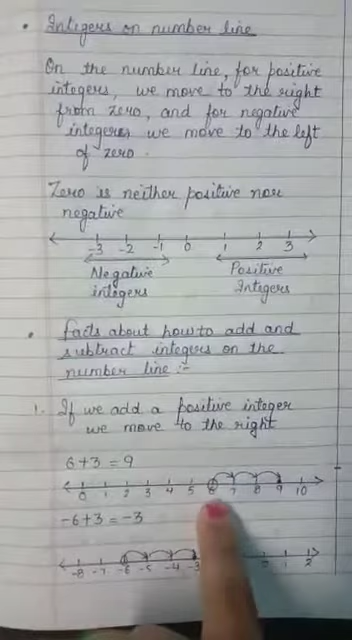 • Integers on number line
On the number line, for positive
integers, we move to the right
from zero, and for negative
integers we move to the left
of zero.
Zero is neither positive nor
negative
-3 -2 -1 0 1 2 3
Negative integers
Positive Integers
• Facts about how to add and
subtract integers on the
number line :-
1. If we add a positive integer
we move to the right
6+3 = 9
0 1 2 3 4 5 6 7 8 9 10
-6+3 = -3
-8 -7 -6 -5 -4 -3 0 1 2